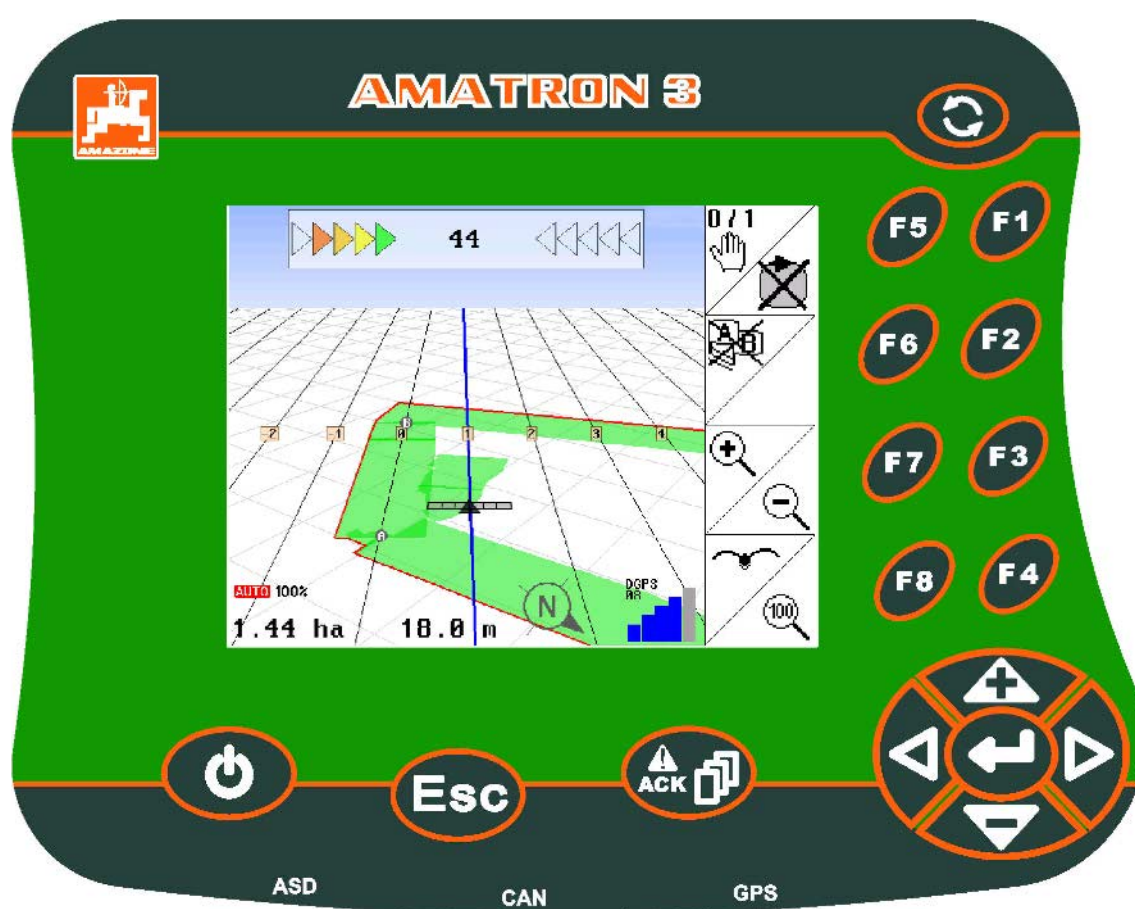 AMATRON 3
AMAZONE
44
0 / 1
A B
F5 F1
F6 F2
F7 F3
F8 F4
-2 -1 0 1 2 3 4
B
A
AUTO 100%
1.44 ha 18.0 m
N
DGPS
08
100
Esc
ACK
ASD CAN GPS